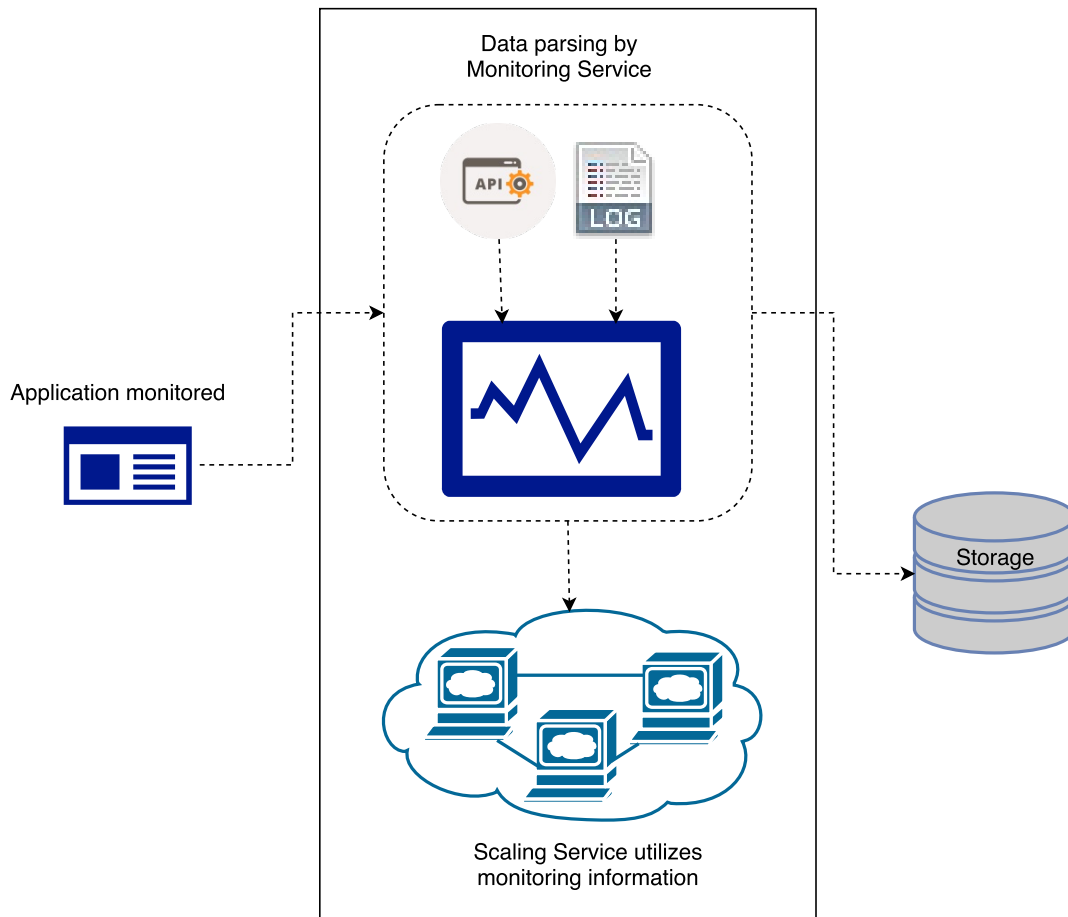 Data parsing by
Monitoring Service
API
LOG
Application monitored
Storage
Scaling Service utilizes
monitoring information